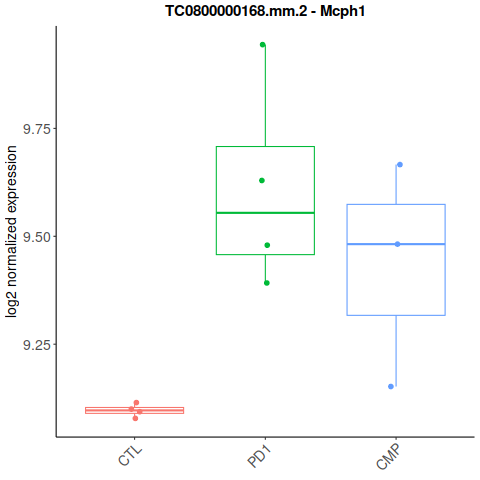 TC0800000168.mm.2 - Mcph1
log2 normalized expression
9.75
9.50
9.25
CTL
PD1
CMP